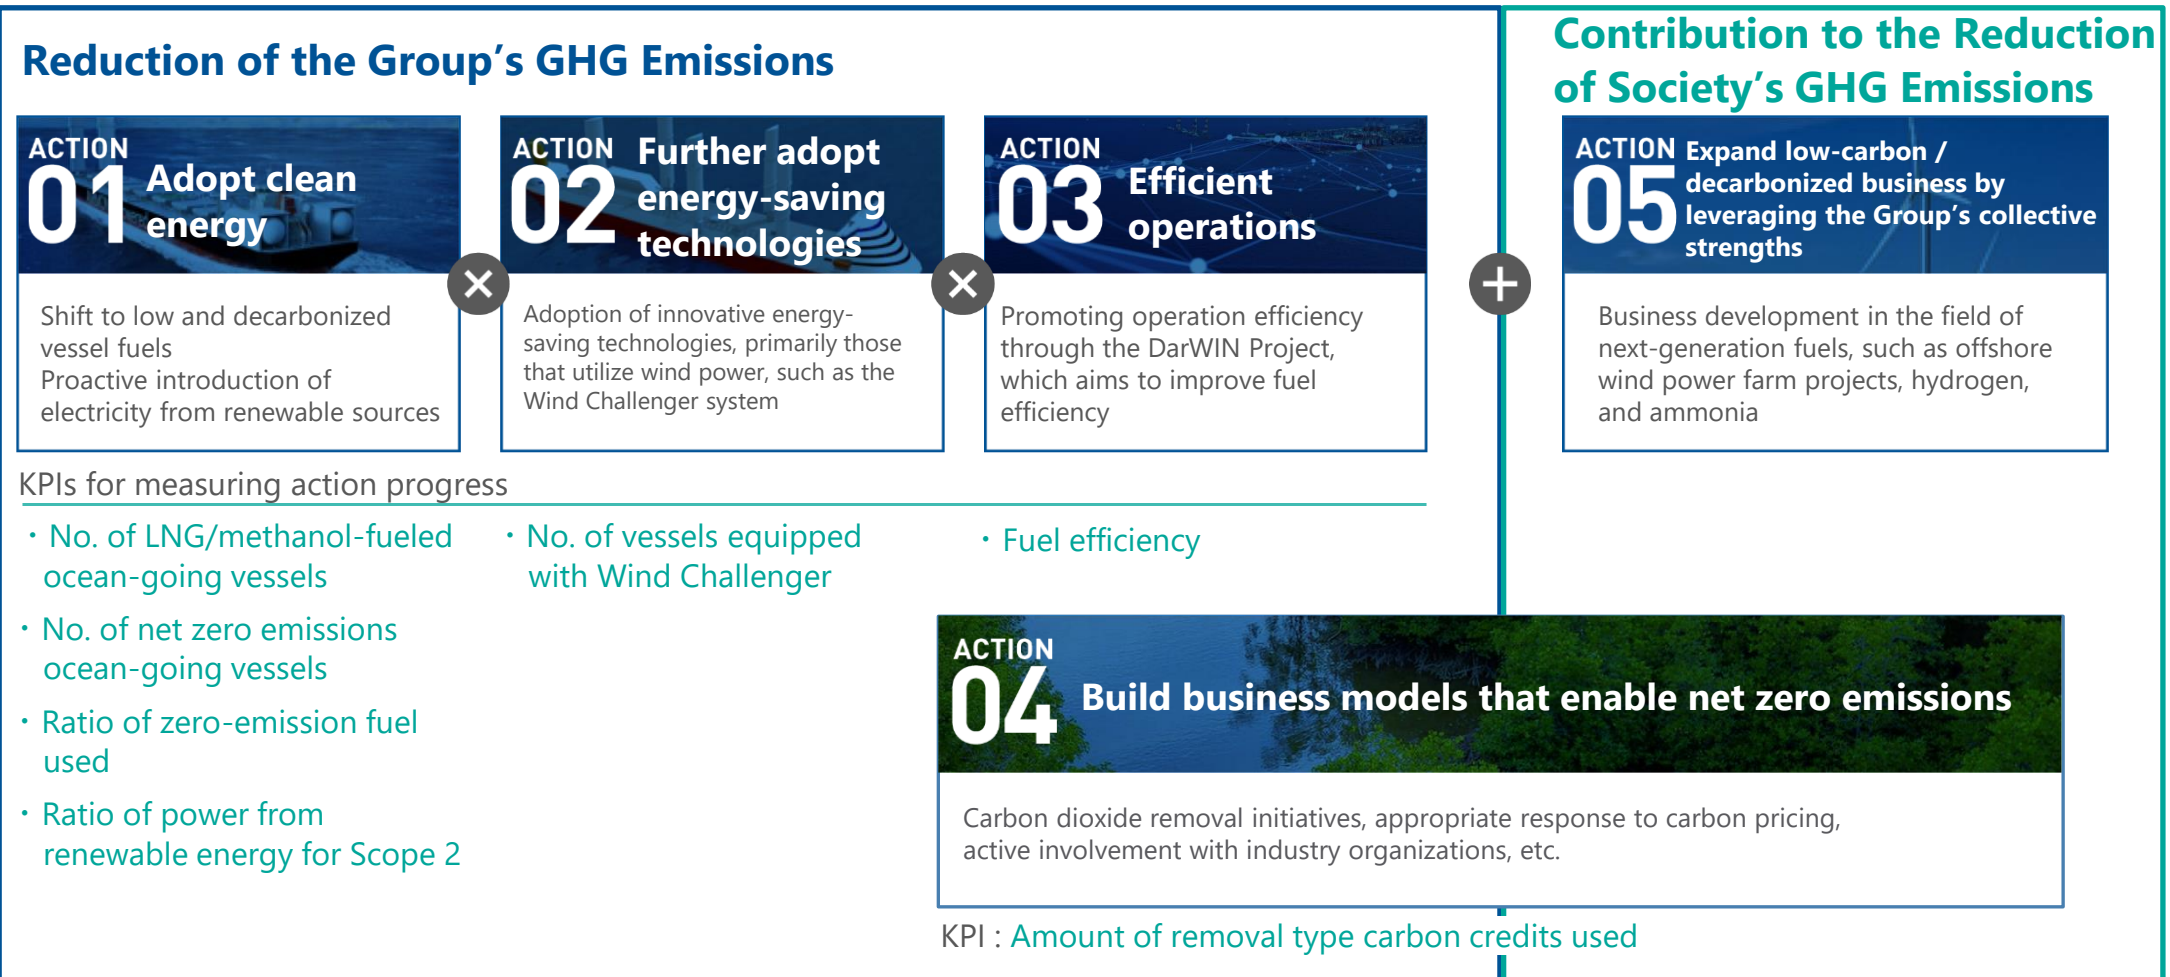 Reduction of the Group’s GHG Emissions
ACTION
01
Adopt clean
energy
Shift to low and decarbonized
vessel fuels
Proactive introduction of
electricity from renewable sources
×
ACTION
02
Further adopt
energy-saving
technologies
Adoption of innovative energy-
saving technologies, primarily those
that utilize wind power, such as the
Wind Challenger system
×
ACTION
03
Efficient
operations
Promoting operation efficiency
through the DarWIN Project,
which aims to improve fuel
efficiency
+
Contribution to the Reduction
of Society’s GHG Emissions
ACTION
05
Expand low-carbon /
decarbonized business by
leveraging the Group’s collective
strengths
Business development in the field of
next-generation fuels, such as offshore
wind power farm projects, hydrogen,
and ammonia
KPIs for measuring action progress
・No. of LNG/methanol-fueled
ocean-going vessels
・No. of net zero emissions
ocean-going vessels
・Ratio of zero-emission fuel
used
・Ratio of power from
renewable energy for Scope 2
・No. of vessels equipped
with Wind Challenger
・Fuel efficiency
ACTION
04
Build business models that enable net zero emissions
Carbon dioxide removal initiatives, appropriate response to carbon pricing,
active involvement with industry organizations, etc.
KPI : Amount of removal type carbon credits used